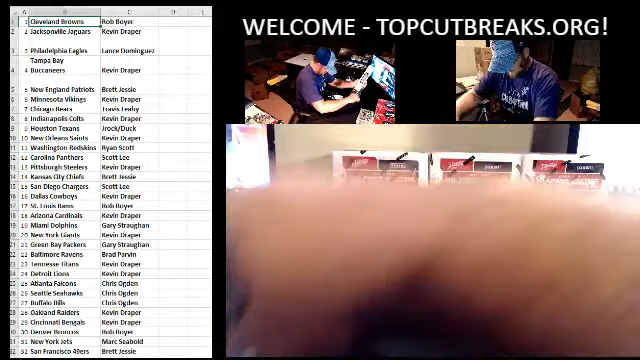 WELCOME - TOPCUTBREAKS.ORG!
A B C D E
1 Cleveland Browns Rob Boyer
2 Jacksonville Jaguars Kevin Draper
3 Philadelphia Eagles Lance Dominguez
Tampa Bay
4 Buccaneers Kevin Draper
5 New England Patriots Brett Jessie
6 Minnesota Vikings Kevin Draper
7 Chicago Bears Travis Leahy
8 Indianapolis Colts Kevin Draper
9 Houston Texans Jrock/Duck
10 New Orleans Saints Kevin Draper
11 Washington Redskins Ryan Scott
12 Carolina Panthers Scott Lee
13 Pittsburgh Steelers Kevin Draper
14 Kansas City Chiefs Brett Jessie
15 San Diego Chargers Scott Lee
16 Dallas Cowboys Kevin Draper
17 St. Louis Rams Rob Boyer
18 Arizona Cardinals Kevin Draper
19 Miami Dolphins Gary Straughan
20 New York Giants Kevin Draper
21 Green Bay Packers Gary Straughan
22 Baltimore Ravens Brad Parvin
23 Tennesse Titans Kevin Draper
24 Detroit Lions Kevin Draper
25 Atlanta Falcons Chris Ogden
26 Seattle Seahawks Chris Ogden
27 Buffalo Bills Chris Ogden
28 Oakland Raiders Kevin Draper
29 Cincinnati Bengals Kevin Draper
30 Denver Broncos Rob Boyer
31 New York Jets Marc Seabold
32 San Francisco 49ers Brett Jessie